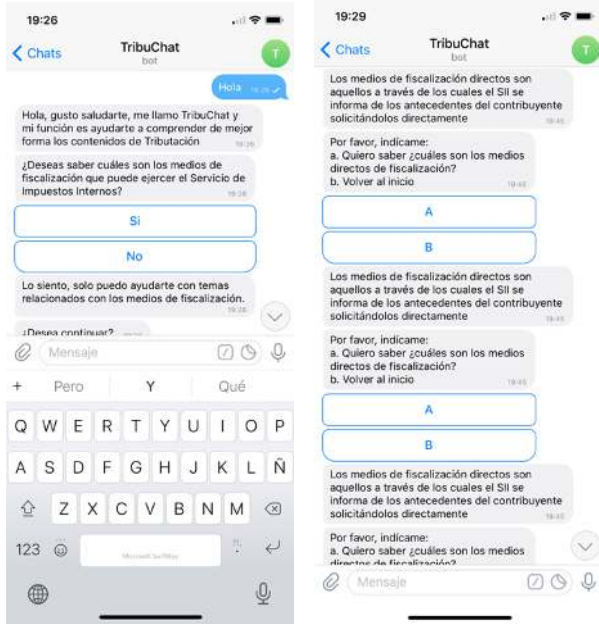 19:26
Chats
TribuChat
bot
T
Hola
Hola, gusto saludarte, me llamo TribuChat y
mi función es ayudarte a comprender de mejor
forma los contenidos de Tributación
¿Deseas saber cuáles son los medios de
fiscalización que puede ejercer el Servicio de
Impuestos Internos?
Si
No
Lo siento, solo puedo ayudarte con temas
relacionados con los medios de fiscalización.
¿Desea continuar?
Mensaje
+ Pero Y Qué
Q W E R T Y U I O P
A S D F G H J K L Ñ
Z X C V B N M
123
19:29
Chats
TribuChat
bot
T
Los medios de fiscalización directos son
aquellos a través de los cuales el SII se
informa de los antecedentes del contribuyente
solicitándolos directamente
Por favor, indícame:
a. Quiero saber ¿cuáles son los medios
directos de fiscalización?
b. Volver al inicio
A
B
Los medios de fiscalización directos son
aquellos a través de los cuales el SII se
informa de los antecedentes del contribuyente
solicitándolos directamente
Por favor, indícame:
a. Quiero saber ¿cuáles son los medios
directos de fiscalización?
b. Volver al inicio
A
B
Los medios de fiscalización directos son
aquellos a través de los cuales el SII se
informa de los antecedentes del contribuyente
solicitándolos directamente
Por favor, indícame:
a. Quiero saber ¿cuáles son los medios
directos de fiscalización?
Mensaje